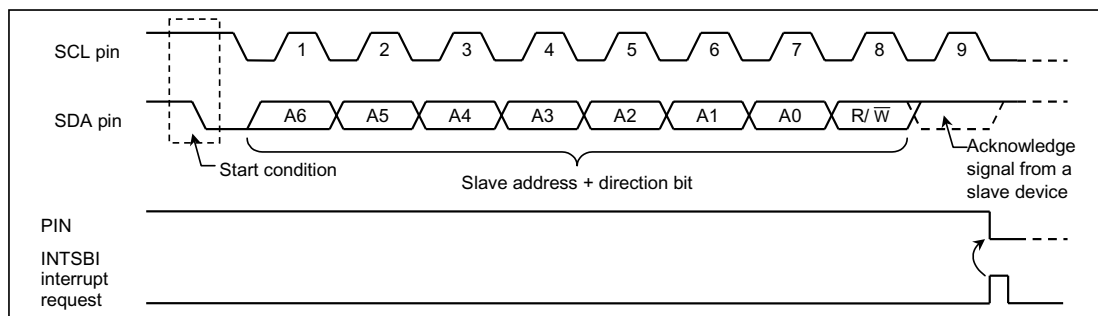 SCL pin
1 2 3 4 5 6 7 8 9
SDA pin
A6 A5 A4 A3 A2 A1 A0 R/ W̅
Start condition
Slave address + direction bit
Acknowledge
signal from a
slave device
PIN
INTSBI
interrupt
request